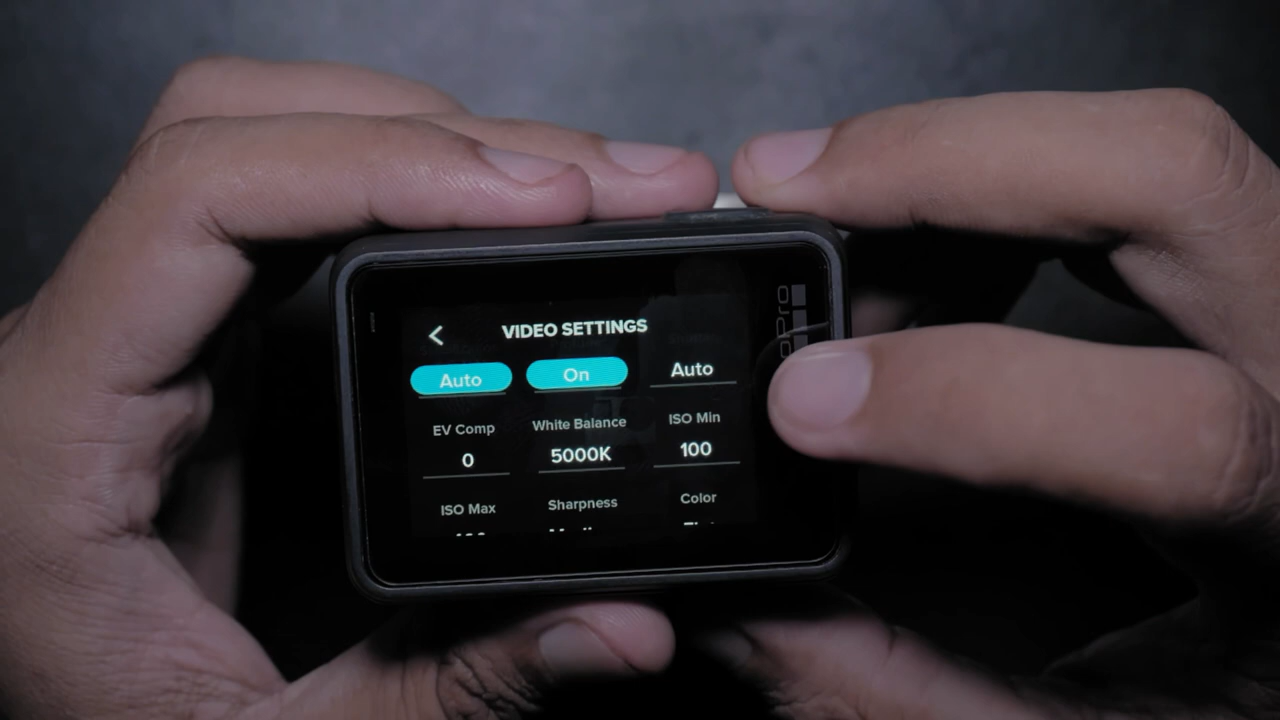 VIDEO SETTINGS
Auto On Auto
EV Comp White Balance ISO Min
0 5000K 100
ISO Max Sharpness Color